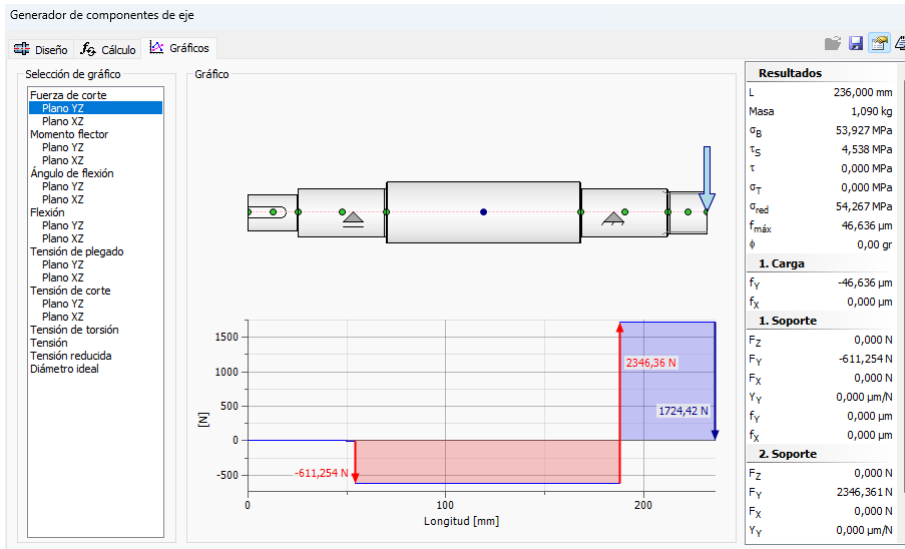 Generador de componentes de eje
Diseño
Cálculo
Gráficos
Selección de gráfico
Fuerza de corte
Plano YZ
Plano XZ
Momento flector
Plano YZ
Plano XZ
Ángulo de flexión
Plano YZ
Plano XZ
Flexión
Plano YZ
Plano XZ
Tensión de plegado
Plano YZ
Plano XZ
Tensión de corte
Plano YZ
Plano XZ
Tensión de torsión
Tensión
Tensión reducida
Diámetro ideal
Gráfico
1500
1000
500
0
-500
[N]
-611,254 N
2346,36 N
1724,42 N
0 100 200
Longitud [mm]
Resultados
L 236,000 mm
Masa 1,090 kg
σB 53,927 MPa
τS 4,538 MPa
τ 0,000 MPa
σT 0,000 MPa
σred 54,267 MPa
fmáx 46,636 µm
ϕ 0,00 gr
1. Carga
fY -46,636 µm
fX 0,000 µm
1. Soporte
FZ 0,000 N
FY -611,254 N
FX 0,000 N
YY 0,000 µm/N
fY 0,000 µm
fX 0,000 µm
2. Soporte
FZ 0,000 N
FY 2346,361 N
FX 0,000 N
YY 0,000 µm/N